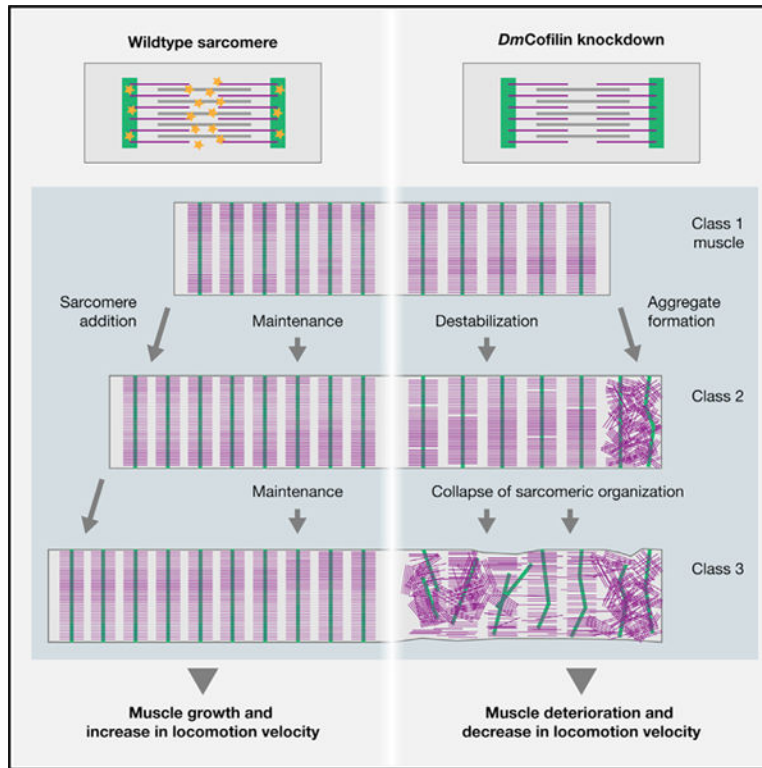 Wildtype sarcomere
DmCofilin knockdown
Class 1
muscle
Sarcomere
addition
Maintenance
Destabilization
Aggregate
formation
Class 2
Maintenance
Collapse of sarcomeric organization
Class 3
Muscle growth and
increase in locomotion velocity
Muscle deterioration and
decrease in locomotion velocity